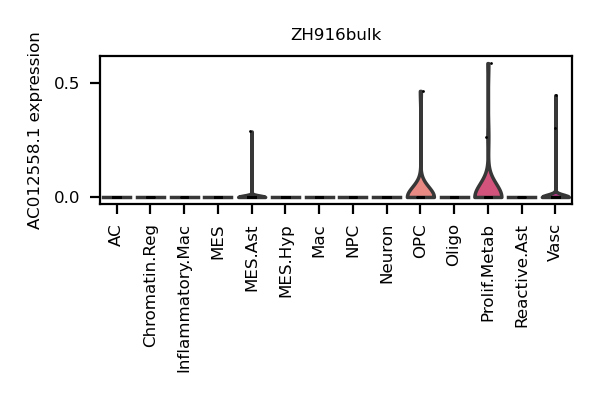 ZH916bulk
AC012558.1 expression
0.5
0.0
AC
Chromatin.Reg
Inflammatory.Mac
MES
MES.Ast
MES.Hyp
Mac
NPC
Neuron
OPC
Oligo
Prolif.Metab
Reactive.Ast
Vasc